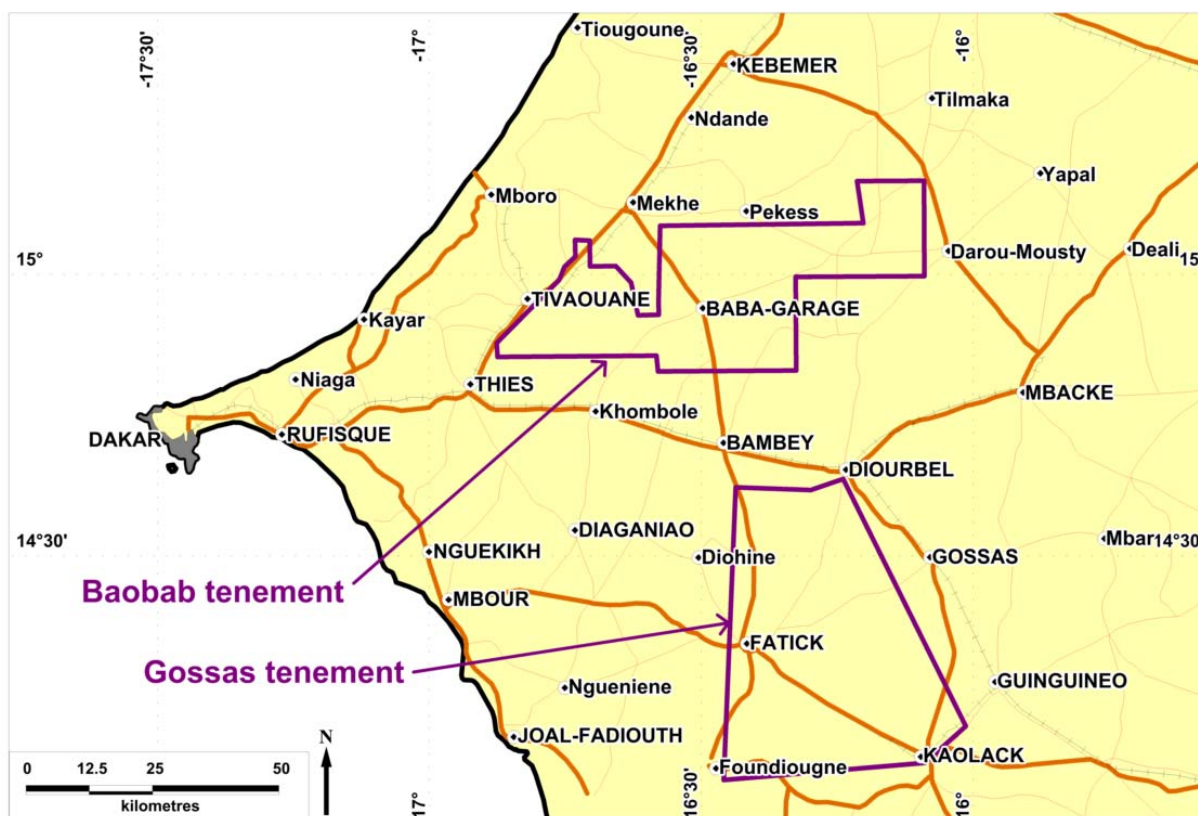 -17°30'
-17°
-16°30'
-16°
Tiougoune
KEBEMER
Tilmaka
Ndande
Yapal
Mboro
Mekhe
Pekess
15°
Darou-Mousty
Deali
15
TIVAOUANE
BABA-GARAGE
Kayar
Niaga
THIES
MBACKE
Khombole
DAKAR
RUFISQUE
BAMBEY
DIOURBEL
DIAGANIAO
Mbar
14°30'
14°30
NGUEKIKH
Diohine
GOSSAS
Baobab tenement
MBOUR
Gossas tenement
FATICK
Ngueniene
GUINGUINEO
JOAL-FADIOUTH
KAOLACK
Foundiougne
N
0 12.5 25 50
kilometres
-17°
-16°30'
-16°